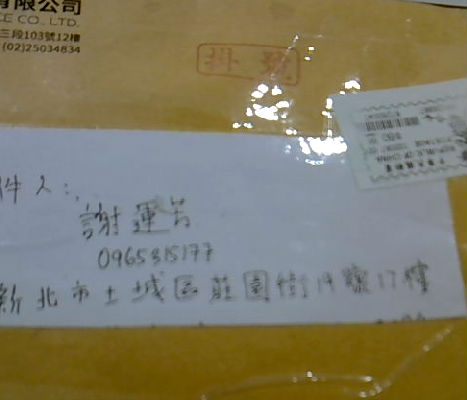 有限公司
CE CO., LTD.
三段103號12樓
(02)25034834
掛號
件人:
謝運
0965815177
新北市土城區莊園街19號17樓